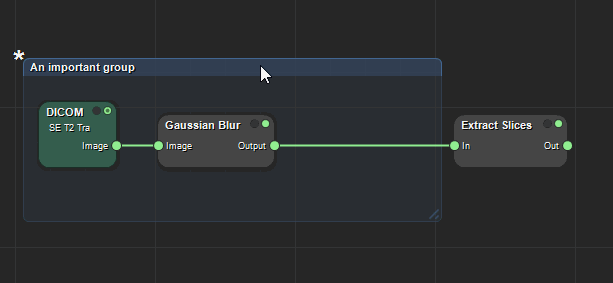 *
An important group
DICOM
SE T2 Tra
Image
Gaussian Blur
Image Output
Extract Slices
In Out